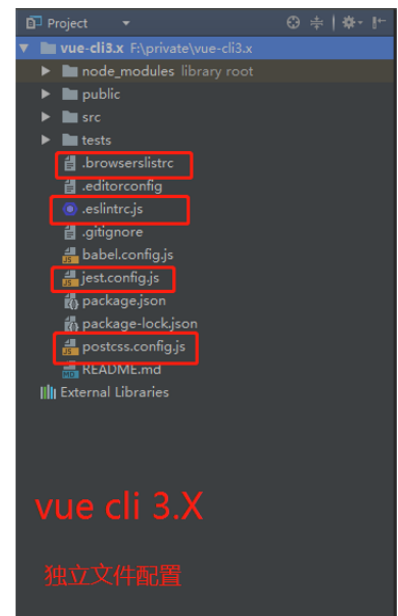 Project
vue-cli3.x F:\private\vue-cli3.x
node_modules library root
public
src
tests
.browserslistrc
.editorconfig
.eslintrc.js
.gitignore
babel.config.js
jest.config.js
package.json
package-lock.json
postcss.config.js
README.md
External Libraries
vue cli 3.X
独立文件配置